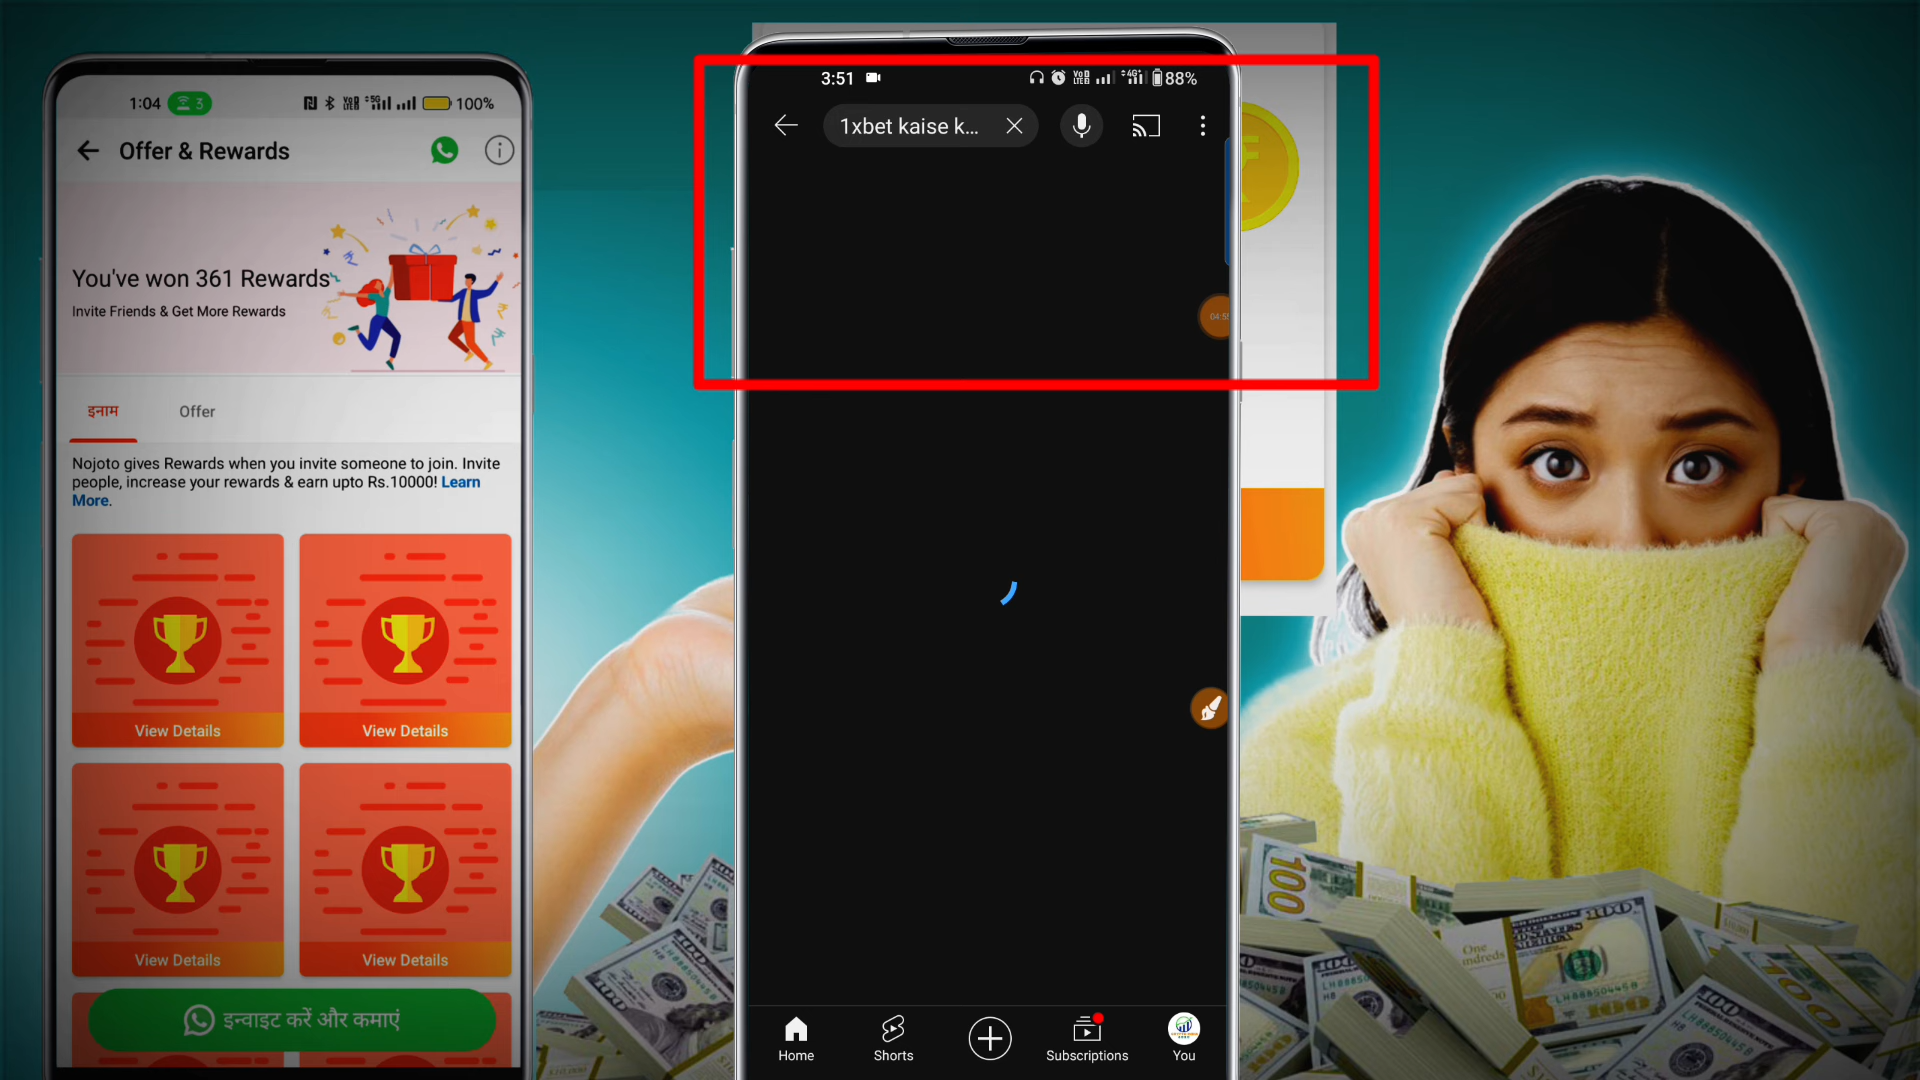 1:04
3
100%
Offer & Rewards
You've won 361 Rewards
Invite Friends & Get More Rewards
इनाम
Offer
Nojoto gives Rewards when you invite someone to join. Invite
people, increase your rewards & earn upto Rs.10000! Learn
More.
View Details
View Details
View Details
View Details
इन्वाइट करें और कमाएं
3:51
88%
1xbet kaise k...
Home
Shorts
Subscriptions
You
100